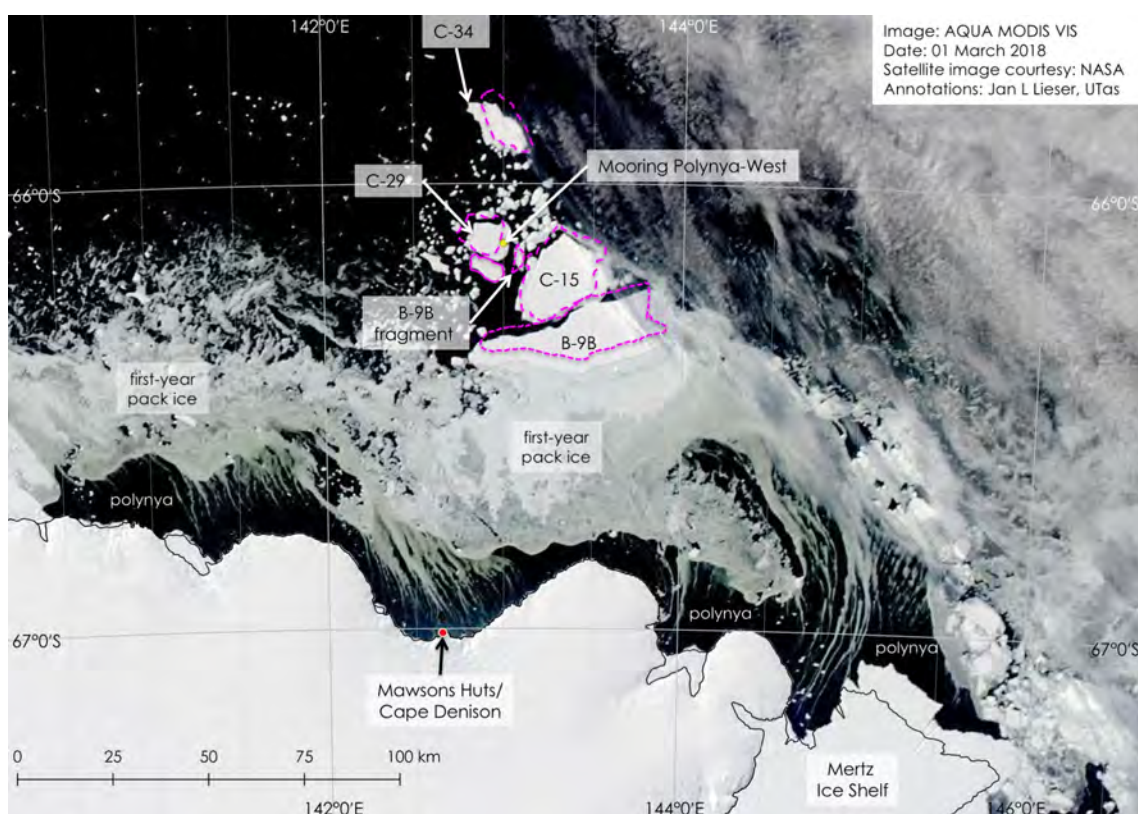 142°0'E
144°0'E
Image: AQUA MODIS VIS
Date: 01 March 2018
Satellite image courtesy: NASA
Annotations: Jan L Lieser, UTas
C-34
Mooring Polynya-West
C-29
66°0'S
66°0'S
C-15
B-9B
fragment
B-9B
first-year
pack ice
first-year
pack ice
polynya
polynya
polynya
67°0'S
67°0'S
Mawsons Huts/
Cape Denison
0 25 50 75 100 km
Mertz
Ice Shelf
142°0'E
144°0'E
146°0'E